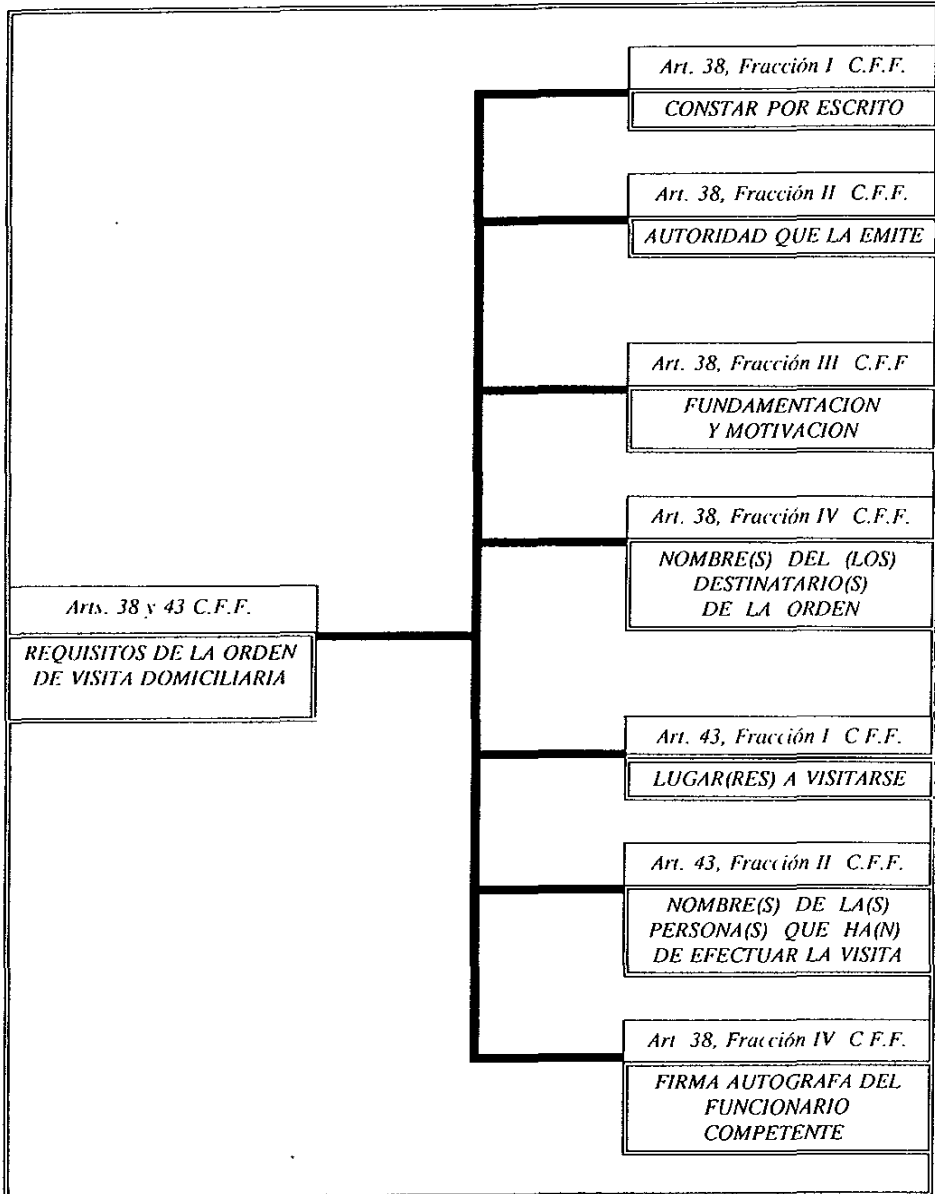 Art. 38, Fracción I C.F.F.
CONSTAR POR ESCRITO
Art. 38, Fracción II C.F.F.
AUTORIDAD QUE LA EMITE
Art. 38, Fracción III C.F.F
FUNDAMENTACION
Y MOTIVACION
Art. 38, Fracción IV C.F.F.
NOMBRE(S) DEL (LOS)
DESTINATARIO(S)
DE LA ORDEN
Arts. 38 y 43 C.F.F.
REQUISITOS DE LA ORDEN
DE VISITA DOMICILIARIA
Art. 43, Fracción I C F.F.
LUGAR(RES) A VISITARSE
Art. 43, Fracción II C.F.F.
NOMBRE(S) DE LA(S)
PERSONA(S) QUE HA(N)
DE EFECTUAR LA VISITA
Art 38, Fracción IV C F.F.
FIRMA AUTOGRAFA DEL
FUNCIONARIO
COMPETENTE